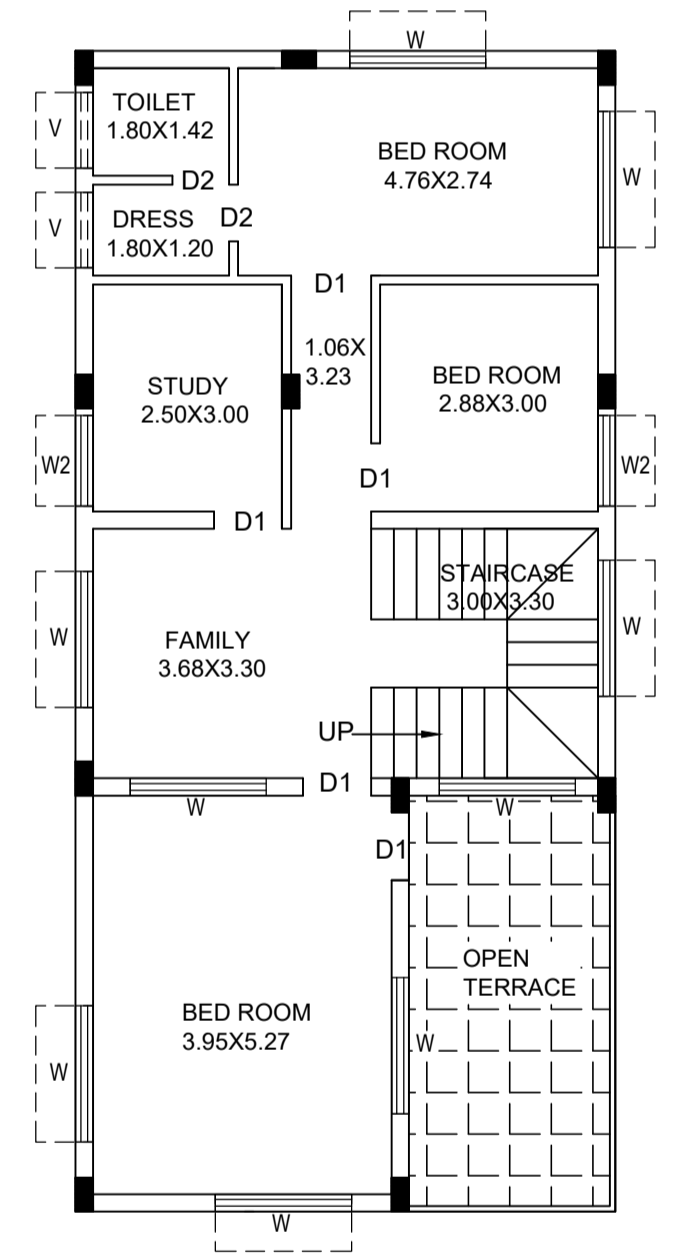 W
TOILET
1.80X1.42
V
BED ROOM
4.76X2.74
W
D2
DRESS
1.80X1.20
D2
V
D1
1.06X
3.23
STUDY
2.50X3.00
BED ROOM
2.88X3.00
W2
D1
W2
D1
STAIRCASE
3.00X3.30
W
FAMILY
3.68X3.30
W
UP
D1
W
W
D1
OPEN
TERRACE
BED ROOM
3.95X5.27
W
W
W